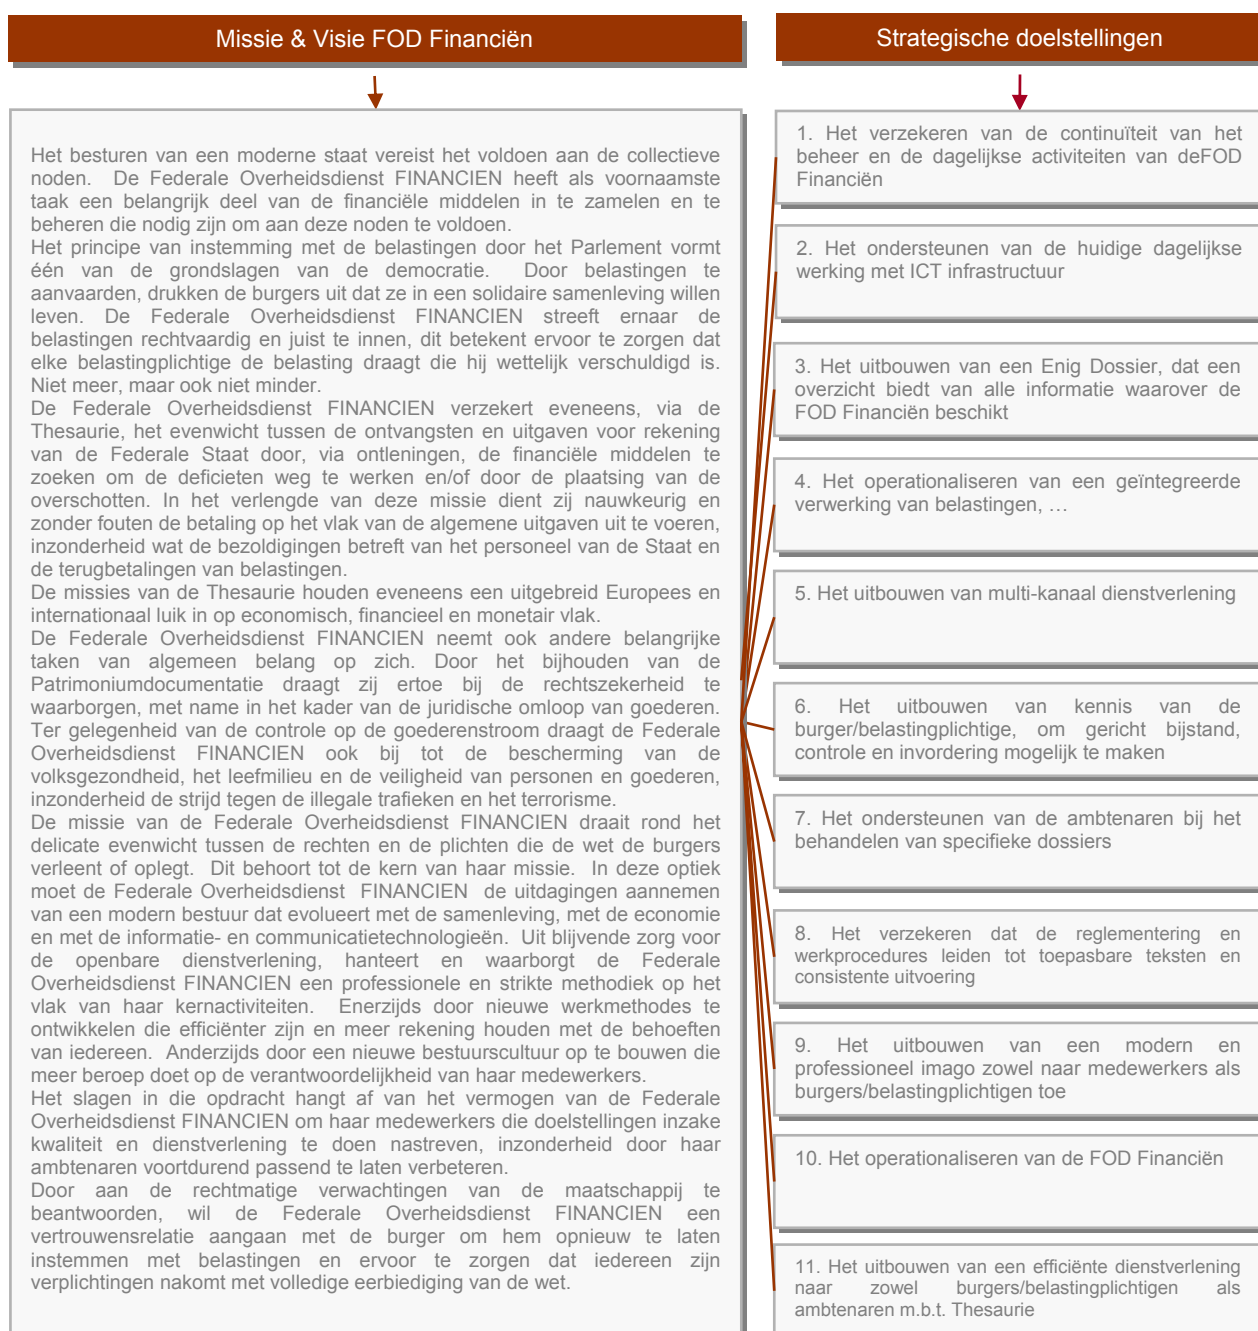 Missie & Visie FOD Financiën
Het besturen van een moderne staat vereist het voldoen aan de collectieve
noden. De Federale Overheidsdienst FINANCIEN heeft als voornaamste
taak een belangrijk deel van de financiële middelen in te zamelen en te
beheren die nodig zijn om aan deze noden te voldoen.
Het principe van instemming met de belastingen door het Parlement vormt
één van de grondslagen van de democratie. Door belastingen te
aanvaarden, drukken de burgers uit dat ze in een solidaire samenleving willen
leven. De Federale Overheidsdienst FINANCIEN streeft ernaar de
belastingen rechtvaardig en juist te innen, dit betekent ervoor te zorgen dat
elke belastingplichtige de belasting draagt die hij wettelijk verschuldigd is.
Niet meer, maar ook niet minder.
De Federale Overheidsdienst FINANCIEN verzekert eveneens, via de
Thesaurie, het evenwicht tussen de ontvangsten en uitgaven voor rekening
van de Federale Staat door, via ontleningen, de financiële middelen te
zoeken om de deficieten weg te werken en/of door de plaatsing van de
overschotten. In het verlengde van deze missie dient zij nauwkeurig en
zonder fouten de betaling op het vlak van de algemene uitgaven uit te voeren,
inzonderheid wat de bezoldigingen betreft van het personeel van de Staat en
de terugbetalingen van belastingen.
De missies van de Thesaurie houden eveneens een uitgebreid Europees en
internationaal luik in op economisch, financieel en monetair vlak.
De Federale Overheidsdienst FINANCIEN neemt ook andere belangrijke
taken van algemeen belang op zich. Door het bijhouden van de
Patrimoniumdocumentatie draagt zij ertoe bij de rechtszekerheid te
waarborgen, met name in het kader van de juridische omloop van goederen.
Ter gelegenheid van de controle op de goederenstroom draagt de Federale
Overheidsdienst FINANCIEN ook bij tot de bescherming van de
volksgezondheid, het leefmilieu en de veiligheid van personen en goederen,
inzonderheid de strijd tegen de illegale trafieken en het terrorisme.
De missie van de Federale Overheidsdienst FINANCIEN draait rond het
delicate evenwicht tussen de rechten en de plichten die de wet de burgers
verleent of oplegt. Dit behoort tot de kern van haar missie. In deze optiek
moet de Federale Overheidsdienst FINANCIEN de uitdagingen aannemen
van een modern bestuur dat evolueert met de samenleving, met de economie
en met de informatie- en communicatietechnologieën. Uit blijvende zorg voor
de openbare dienstverlening, hanteert en waarborgt de Federale
Overheidsdienst FINANCIEN een professionele en strikte methodiek op het
vlak van haar kernactiviteiten. Enerzijds door nieuwe werkmethodes te
ontwikkelen die efficiënter zijn en meer rekening houden met de behoeften
van iedereen. Anderzijds door een nieuwe bestuurscultuur op te bouwen die
meer beroep doet op de verantwoordelijkheid van haar medewerkers.
Het slagen in die opdracht hangt af van het vermogen van de Federale
Overheidsdienst FINANCIEN om haar medewerkers die doelstellingen inzake
kwaliteit en dienstverlening te doen nastreven, inzonderheid door haar
ambtenaren voortdurend passend te laten verbeteren.
Door aan de rechtmatige verwachtingen van de maatschappij te
beantwoorden, wil de Federale Overheidsdienst FINANCIEN een
vertrouwensrelatie aangaan met de burger om hem opnieuw te laten
instemmen met belastingen en ervoor te zorgen dat iedereen zijn
verplichtingen nakomt met volledige eerbiediging van de wet.
Strategische doelstellingen
1. Het verzekeren van de continuïteit van het
beheer en de dagelijkse activiteiten van deFOD
Financiën
2. Het ondersteunen van de huidige dagelijkse
werking met ICT infrastructuur
3. Het uitbouwen van een Enig Dossier, dat een
overzicht biedt van alle informatie waarover de
FOD Financiën beschikt
4. Het operationaliseren van een geïntegreerde
verwerking van belastingen, …
5. Het uitbouwen van multi-kanaal dienstverlening
6. Het uitbouwen van kennis van de
burger/belastingplichtige, om gericht bijstand,
controle en invordering mogelijk te maken
7. Het ondersteunen van de ambtenaren bij het
behandelen van specifieke dossiers
8. Het verzekeren dat de reglementering en
werkprocedures leiden tot toepasbare teksten en
consistente uitvoering
9. Het uitbouwen van een modern en
professioneel imago zowel naar medewerkers als
burgers/belastingplichtigen toe
10. Het operationaliseren van de FOD Financiën
11. Het uitbouwen van een efficiënte dienstverlening
naar zowel burgers/belastingplichtigen als
ambtenaren m.b.t. Thesaurie